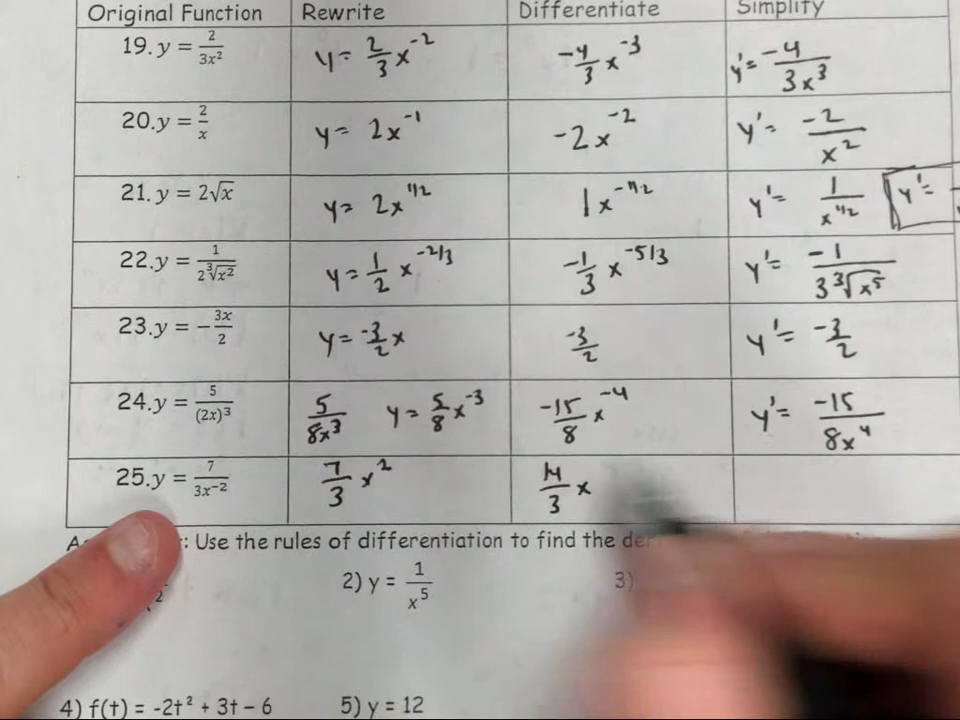 Original Function Rewrite Differentiate Simplify
19. y = 2/(3x²) y = 2/3 x⁻² -4/3 x⁻³ y' = -4/(3x³)
20. y = 2/x y = 2x⁻¹ -2x⁻² y' = -2/x²
21. y = 2√x y = 2x^(1/2) 1x^(-1/2) y' = 1/x^(1/2) y' =
22. y = 1/(2∛x²) y = 1/2 x^(-2/3) -1/3 x^(-5/3) y' = -1/(3∛x⁵)
23. y = -3x/2 y = -3/2 x -3/2 y' = -3/2
24. y = 5/(2x)³ 5/(8x³) y = 5/8 x⁻³ -15/8 x⁻⁴ y' = -15/(8x⁴)
25. y = 7/(3x⁻²) 7/3 x² 14/3 x
: Use the rules of differentiation to find the
2) y = 1/x⁵ 3)
4) f(t) = -2t² + 3t - 6 5) y = 12